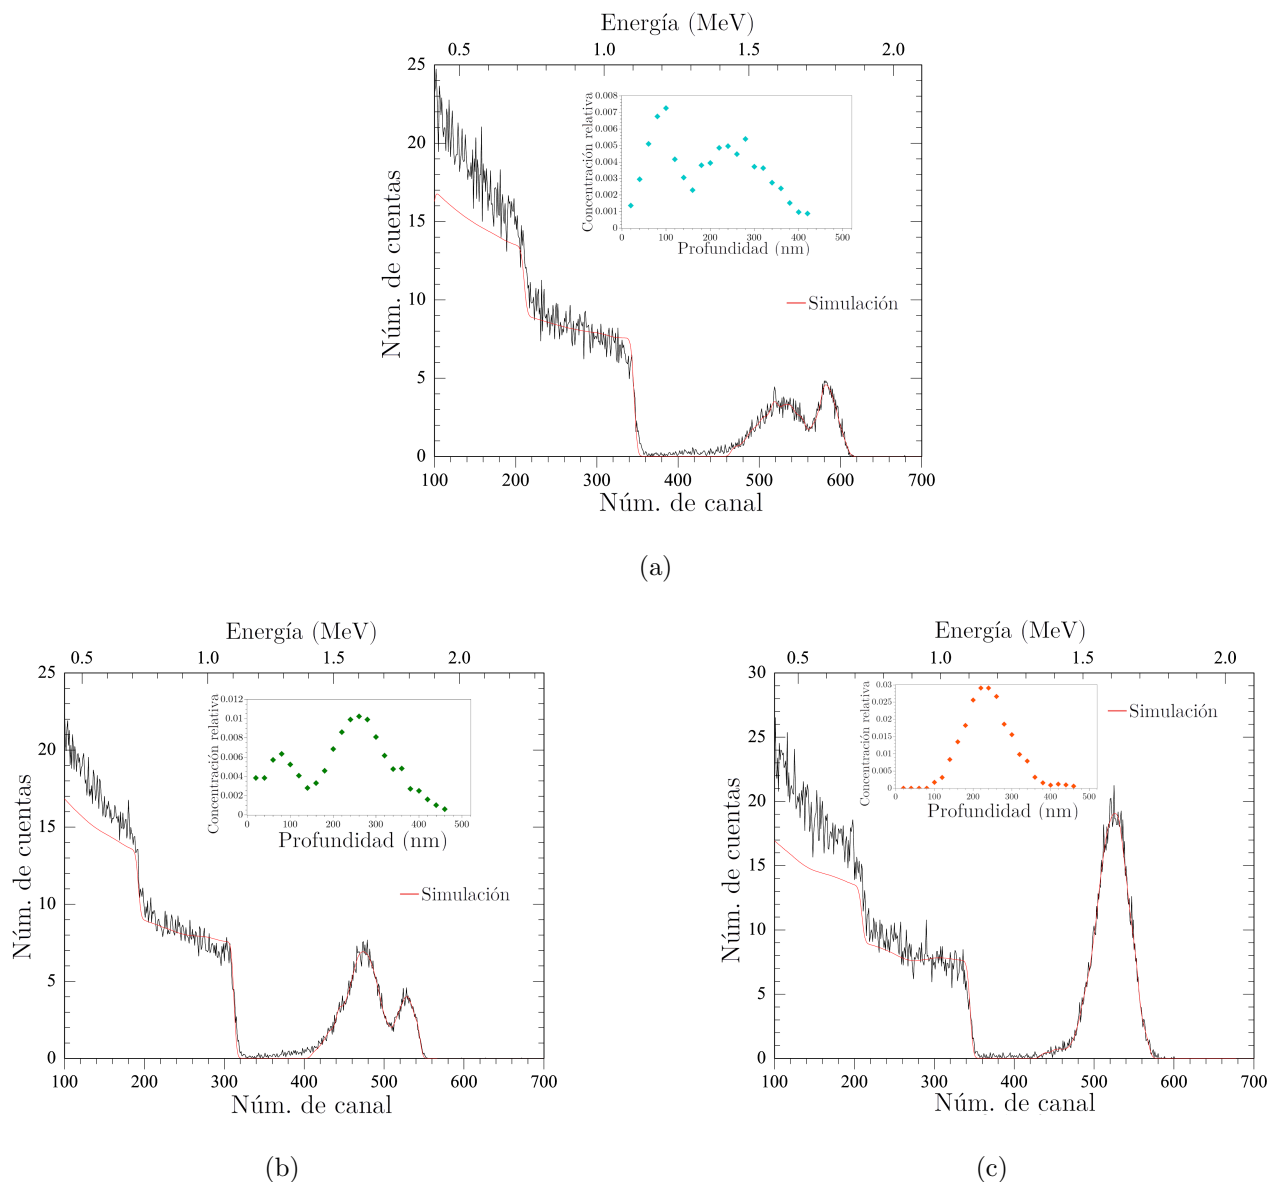 Energía (MeV)
0.5 1.0 1.5 2.0
25
20
15
10
5
0
Núm. de cuentas
0.008
0.007
0.006
0.005
0.004
0.003
0.002
0.001
0
Concentración relativa
0 100 200 300 400 500
Profundidad (nm)
Simulación
100 200 300 400 500 600 700
Núm. de canal
(a)
Energía (MeV)
0.5 1.0 1.5 2.0
25
20
15
10
5
0
Núm. de cuentas
0.012
0.01
0.008
0.006
0.004
0.002
0
Concentración relativa
0 100 200 300 400 500
Profundidad (nm)
Simulación
100 200 300 400 500 600 700
Núm. de canal
(b)
Energía (MeV)
0.5 1.0 1.5 2.0
30
25
20
15
10
5
0
Núm. de cuentas
0.03
0.025
0.02
0.015
0.01
0.005
0
Concentración relativa
0 100 200 300 400 500
Profundidad (nm)
Simulación
100 200 300 400 500 600 700
Núm. de canal
(c)